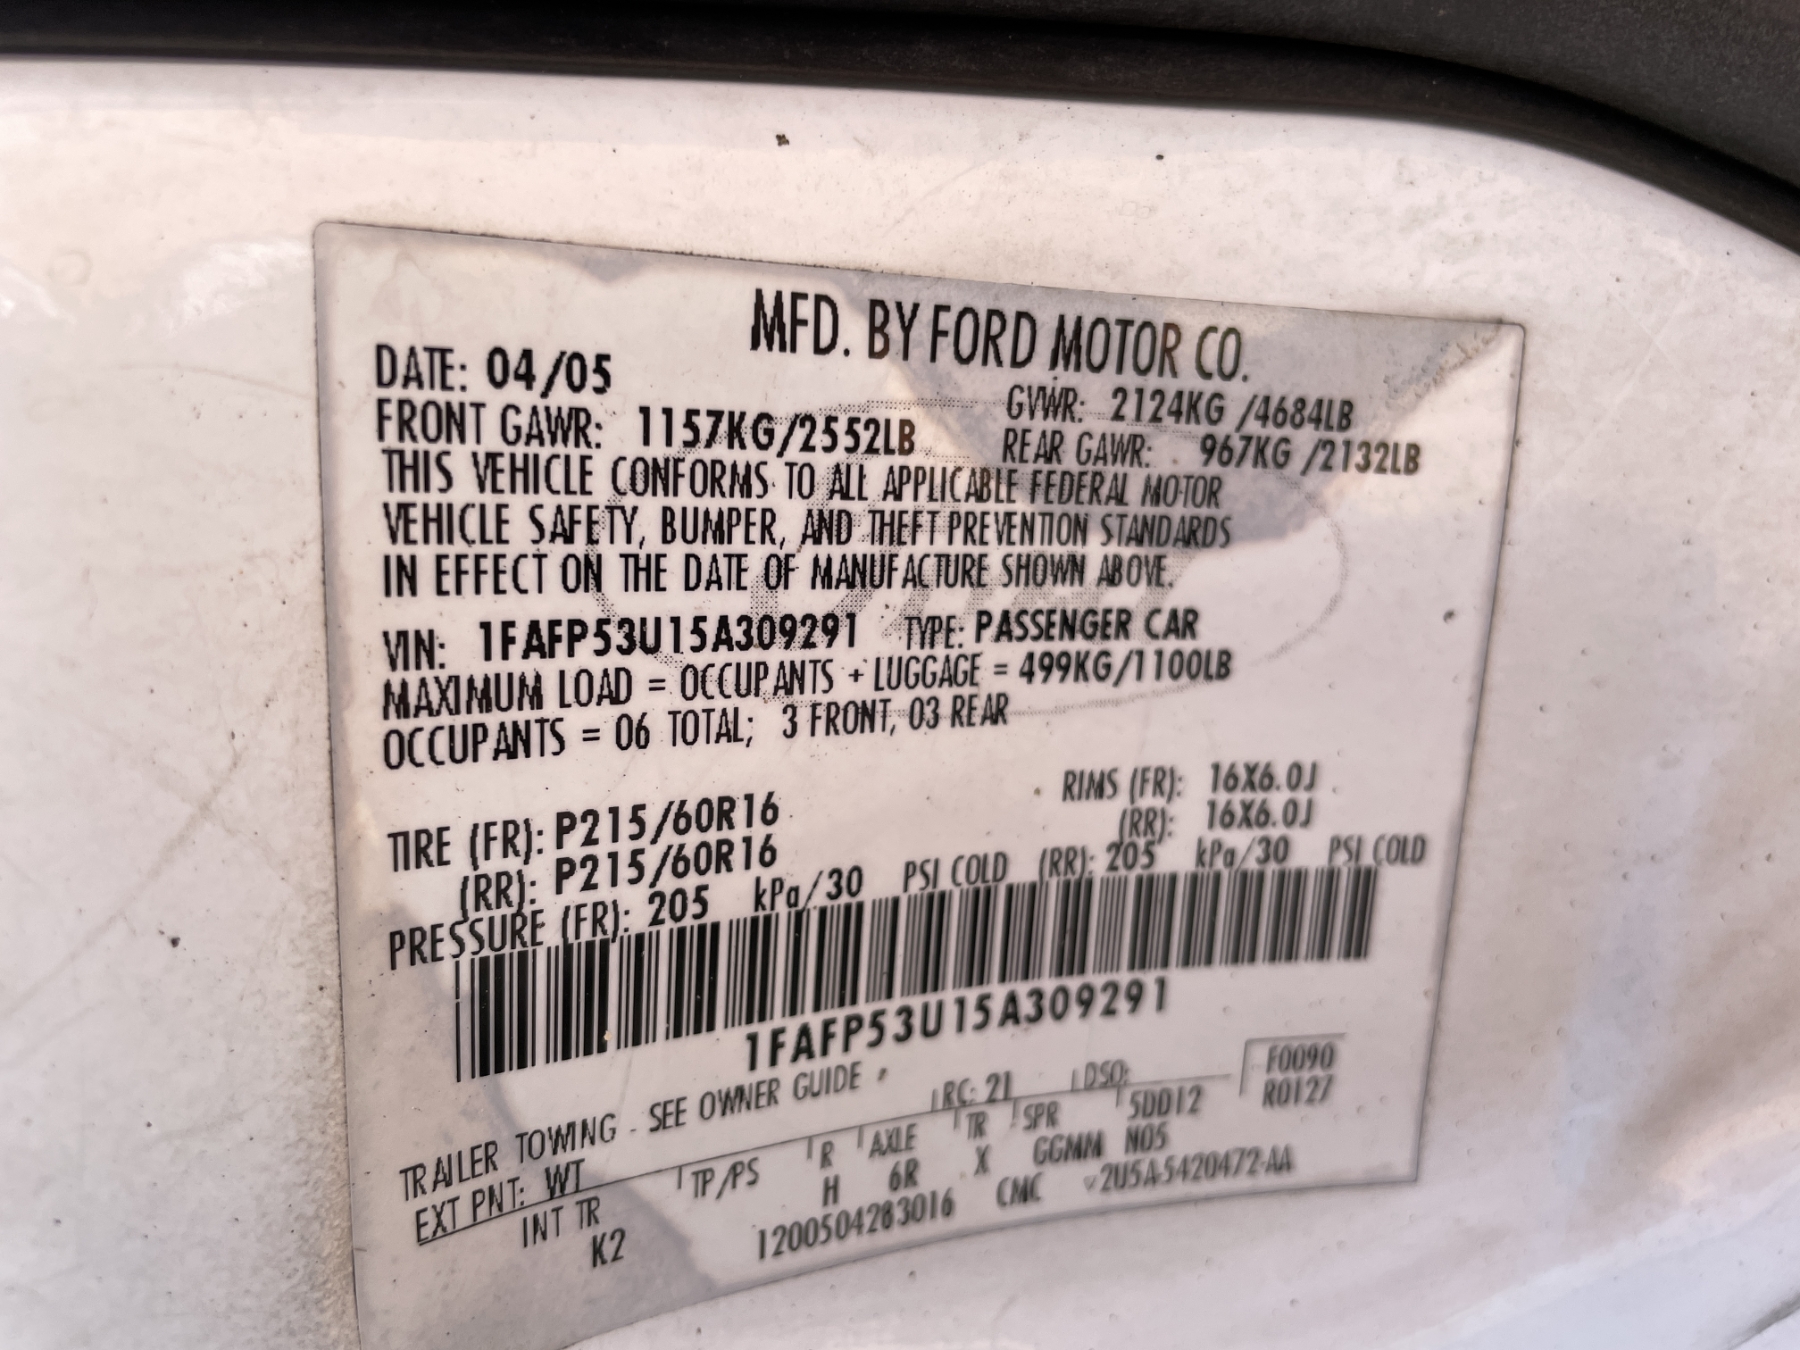 MFD. BY FORD MOTOR CO.
DATE: 04/05 GVWR: 2124KG /4684LB
FRONT GAWR: 1157KG/2552LB REAR GAWR: 967KG /2132LB
THIS VEHICLE CONFORMS TO ALL APPLICABLE FEDERAL MOTOR
VEHICLE SAFETY, BUMPER, AND THEFT PREVENTION STANDARDS
IN EFFECT ON THE DATE OF MANUFACTURE SHOWN ABOVE.
VIN: 1FAFP53U15A309291 TYPE: PASSENGER CAR
MAXIMUM LOAD = OCCUPANTS + LUGGAGE = 499KG/1100LB
OCCUPANTS = 06 TOTAL; 3 FRONT, 03 REAR
TIRE (FR): P215/60R16 RIMS (FR): 16X6.0J
(RR): P215/60R16 (RR): 16X6.0J
PRESSURE (FR): 205 kPa/30 PSI COLD (RR): 205 kPa/30 PSI COLD
1FAFP53U15A309291
TRAILER TOWING - SEE OWNER GUIDE
EXT PNT: WT RC: 21 DSO: F0090
INT TR TP/PS R AXLE TR SPR 5DD12 R0127
K2 H 6R X GGMM N05
1200504283016 CMC 2U5A-5420472-AA